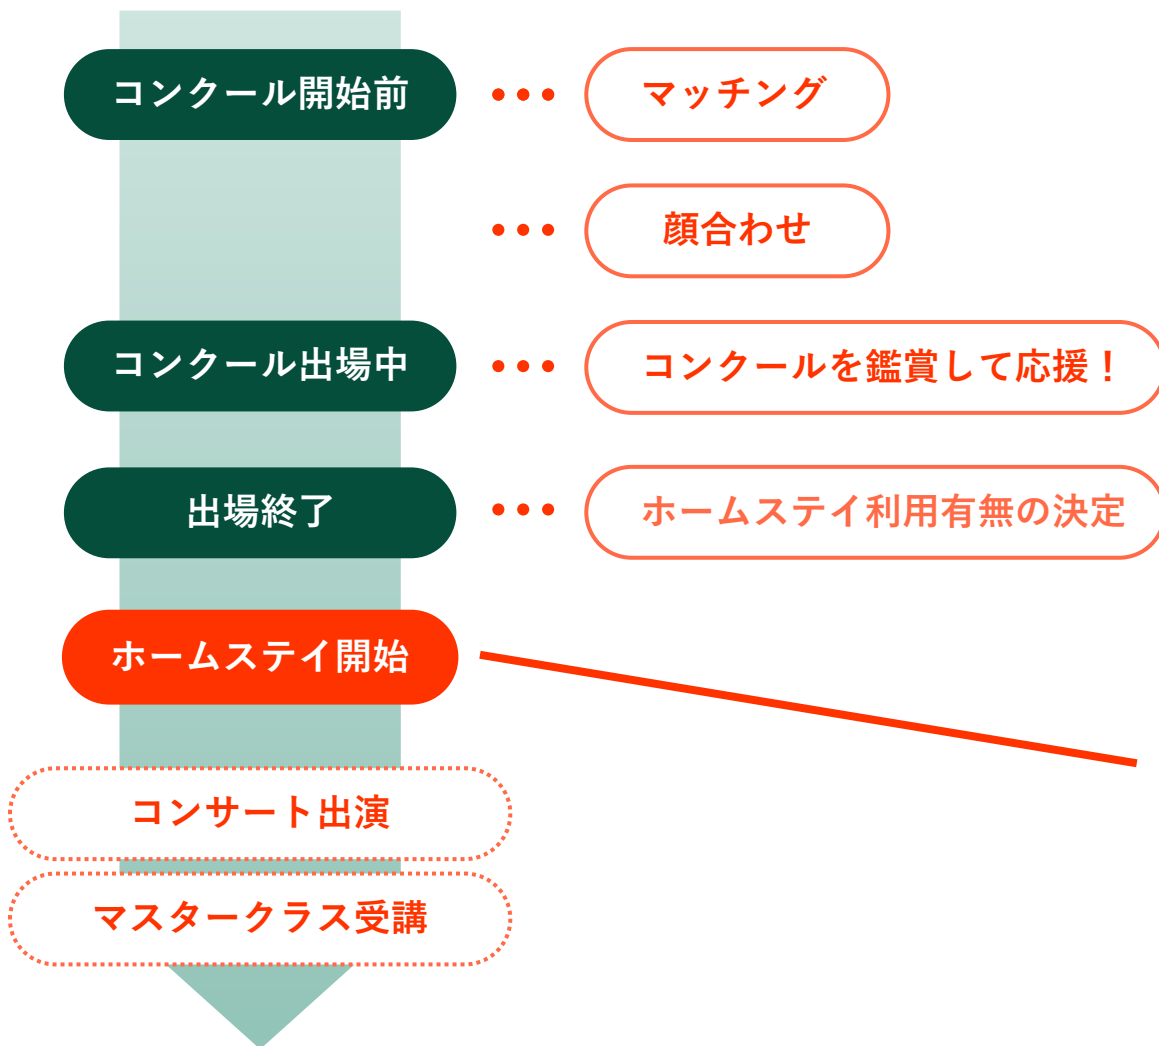 コンクール開始前
マッチング
顔合わせ
コンクール出場中
コンクールを鑑賞して応援！
出場終了
ホームステイ利用有無の決定
ホームステイ開始
コンサート出演
マスタークラス受講